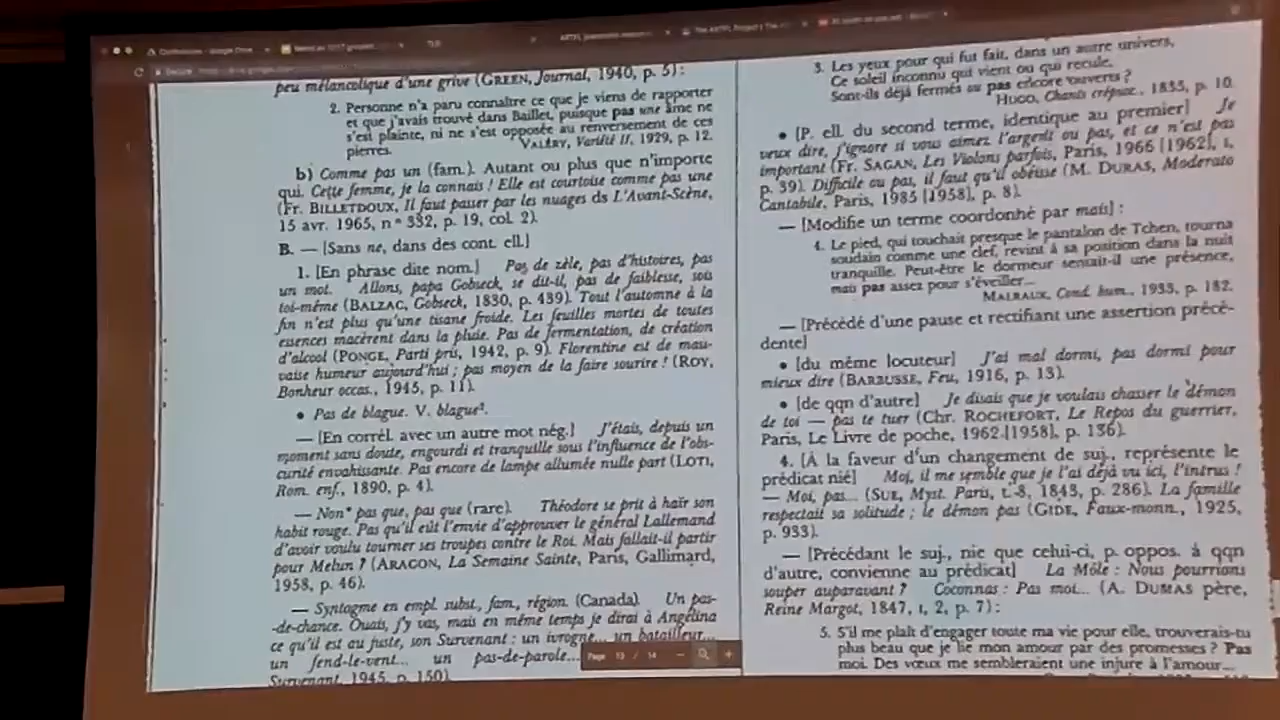 Conferences - Google Drive
peu mélancolique d'une grive (GREEN, Journal, 1940, p. 5) :
2. Personne n'a paru connaître ce que je viens de rapporter
et que j'avais trouvé dans Baillet, puisque pas une âme ne
s'est plainte, ni ne s'est opposée au renversement de ces
pierres.
VALÉRY, Variété II, 1929, p. 12.
b) Comme pas un (fam.). Autant ou plus que n'importe
qui. Cette femme, je la connais ! Elle est courtoise comme pas une
(Fr. BILLETDOUX, Il faut passer par les nuages ds L'Avant-Scène,
15 avr. 1965, n° 332, p. 19, col. 2).
B. — [Sans ne, dans des cont. ell.]
1. [En phrase dite nom.] Pas de zèle, pas d'histoires, pas
un mot. Allons, papa Gobseck, se dit-il, pas de faiblesse, sois
toi-même (BALZAC, Gobseck, 1830, p. 439). Tout l'automne à la
fin n'est plus qu'une tisane froide. Les feuilles mortes de toutes
essences macèrent dans la pluie. Pas de fermentation, de création
d'alcool (PONGE, Parti pris, 1942, p. 9). Florentine est de mau-
vaise humeur aujourd'hui ; pas moyen de la faire sourire ! (ROY,
Bonheur occas., 1945, p. 11).
• Pas de blague. V. blague².
— [En corrél. avec un autre mot nég.] J'étais, depuis un
moment sans doute, engourdi et tranquille sous l'influence de l'obs-
curité envahissante. Pas encore de lampe allumée nulle part (LOTI,
Rom. enf., 1890, p. 4).
— Non* pas que, pas que (rare). Théodore se prit à haïr son
habit rouge. Pas qu'il eût l'envie d'approuver le général Lallemand
d'avoir voulu tourner ses troupes contre le Roi. Mais fallait-il partir
pour Melun ? (ARAGON, La Semaine Sainte, Paris, Gallimard,
1958, p. 46).
— Syntagme en empl. subst., fam., région. (Canada). Un pas-
-de-chance. Ouais, j'y vas, mais en même temps je dirai à Angélina
ce qu'il est au juste, son Survenant : un ivrogne... un batailleur...
un fend-le-vent... un pas-de-parole...
Survenant, 1945, p. 150).
Page 13 / 14
3. Les yeux pour qui fut fait, dans un autre univers,
Ce soleil inconnu qui vient ou qui recule,
Sont-ils déjà fermés ou pas encore ouverts ?
HUGO, Chants crépusc., 1835, p. 10.
• [P. ell. du second terme, identique au premier] Je
veux dire, j'ignore si vous aimez l'argent ou pas, et ce n'est pas
important (Fr. SAGAN, Les Violons parfois, Paris, 1966 [1962], I,
p. 39). Difficile ou pas, il faut qu'il obéisse (M. DURAS, Moderato
Cantabile, Paris, 1985 [1958], p. 8).
— [Modifie un terme coordonné par mais] :
4. Le pied, qui touchait presque le pantalon de Tchen, tourna
soudain comme une clef, revint à sa position dans la nuit
tranquille. Peut-être le dormeur sentait-il une présence,
mais pas assez pour s'éveiller...
MALRAUX, Cond. hum., 1933, p. 182.
— [Précédé d'une pause et rectifiant une assertion précé-
dente]
• [du même locuteur] J'ai mal dormi, pas dormi pour
mieux dire (BARBUSSE, Feu, 1916, p. 13).
• [de qqn d'autre] Je disais que je voulais chasser le démon
de toi — pas te tuer (Chr. ROCHEFORT, Le Repos du guerrier,
Paris, Le Livre de poche, 1962 [1958], p. 136).
4. [À la faveur d'un changement de suj., représente le
prédicat nié] Moi, il me semble que je l'ai déjà vu ici, l'intrus !
— Moi, pas... (SUE, Myst. Paris, t. 8, 1843, p. 286). La famille
respectait sa solitude ; le démon pas (GIDE, Faux-monn., 1925,
p. 933).
— [Précédant le suj., nie que celui-ci, p. oppos. à qqn
d'autre, convienne au prédicat] La Môle : Nous pourrions
souper auparavant ? Coconnas : Pas moi... (A. DUMAS père,
Reine Margot, 1847, I, 2, p. 7) :
5. S'il me plaît d'engager toute ma vie pour elle, trouverais-tu
plus beau que je lie mon amour par des promesses ? Pas
moi. Des vœux me sembleraient une injure à l'amour...